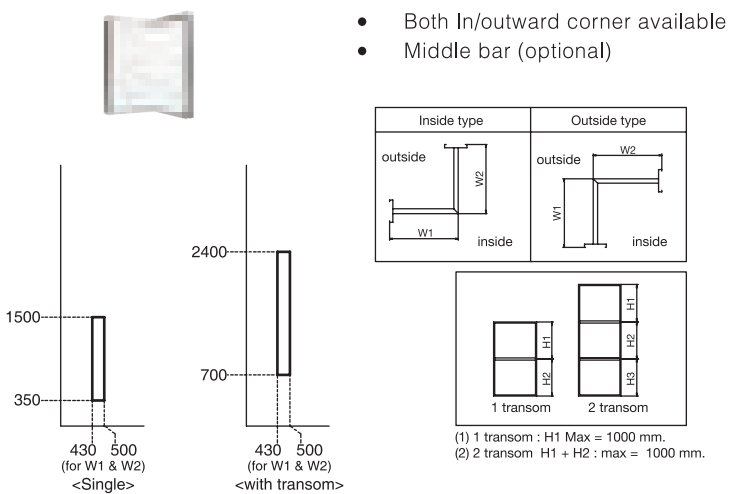 • Both In/outward corner available
• Middle bar (optional)
Inside type
Outside type
outside
W2
W1
inside
outside
W2
W1
inside
1500
350
430 500
(for W1 & W2)
<Single>
2400
700
430 500
(for W1 & W2)
<with transom>
H1
H2
1 transom
H1
H2
H3
2 transom
(1) 1 transom : H1 Max = 1000 mm.
(2) 2 transom H1 + H2 : max = 1000 mm.